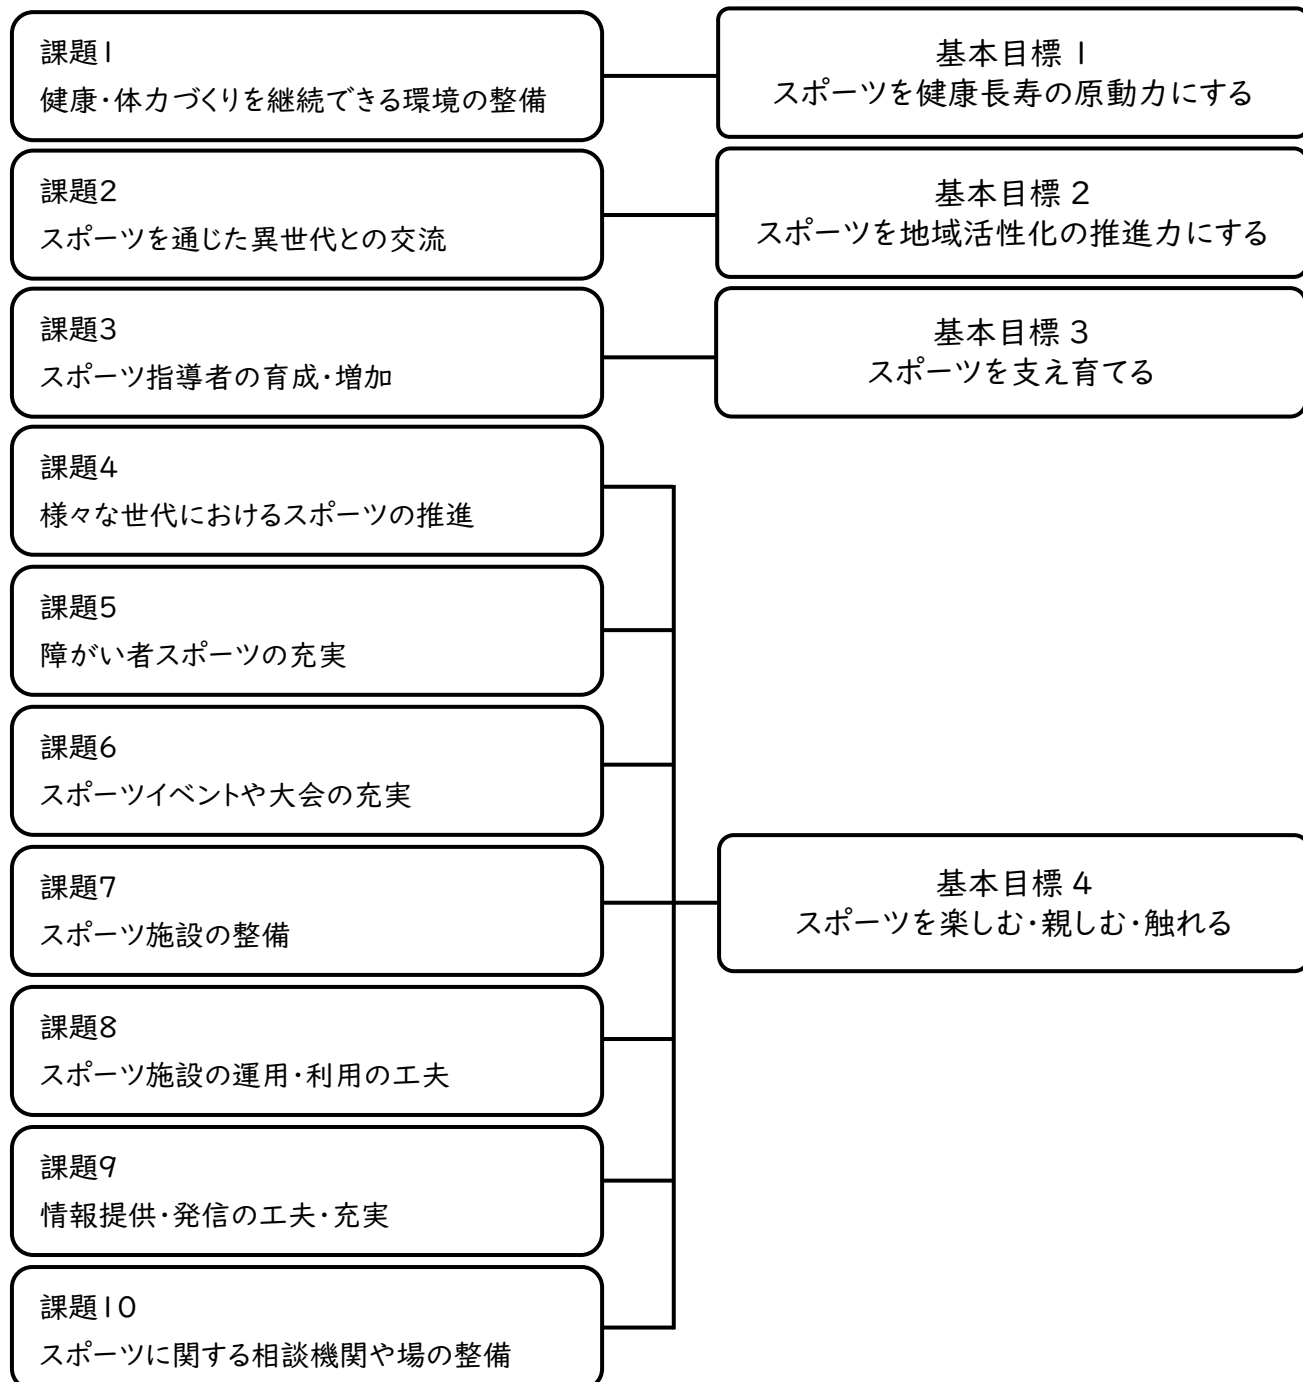 課題1
健康・体力づくりを継続できる環境の整備
基本目標 1
スポーツを健康長寿の原動力にする
課題2
スポーツを通じた異世代との交流
基本目標 2
スポーツを地域活性化の推進力にする
課題3
スポーツ指導者の育成・増加
基本目標 3
スポーツを支え育てる
課題4
様々な世代におけるスポーツの推進
課題5
障がい者スポーツの充実
課題6
スポーツイベントや大会の充実
課題7
スポーツ施設の整備
基本目標 4
スポーツを楽しむ・親しむ・触れる
課題8
スポーツ施設の運用・利用の工夫
課題9
情報提供・発信の工夫・充実
課題10
スポーツに関する相談機関や場の整備